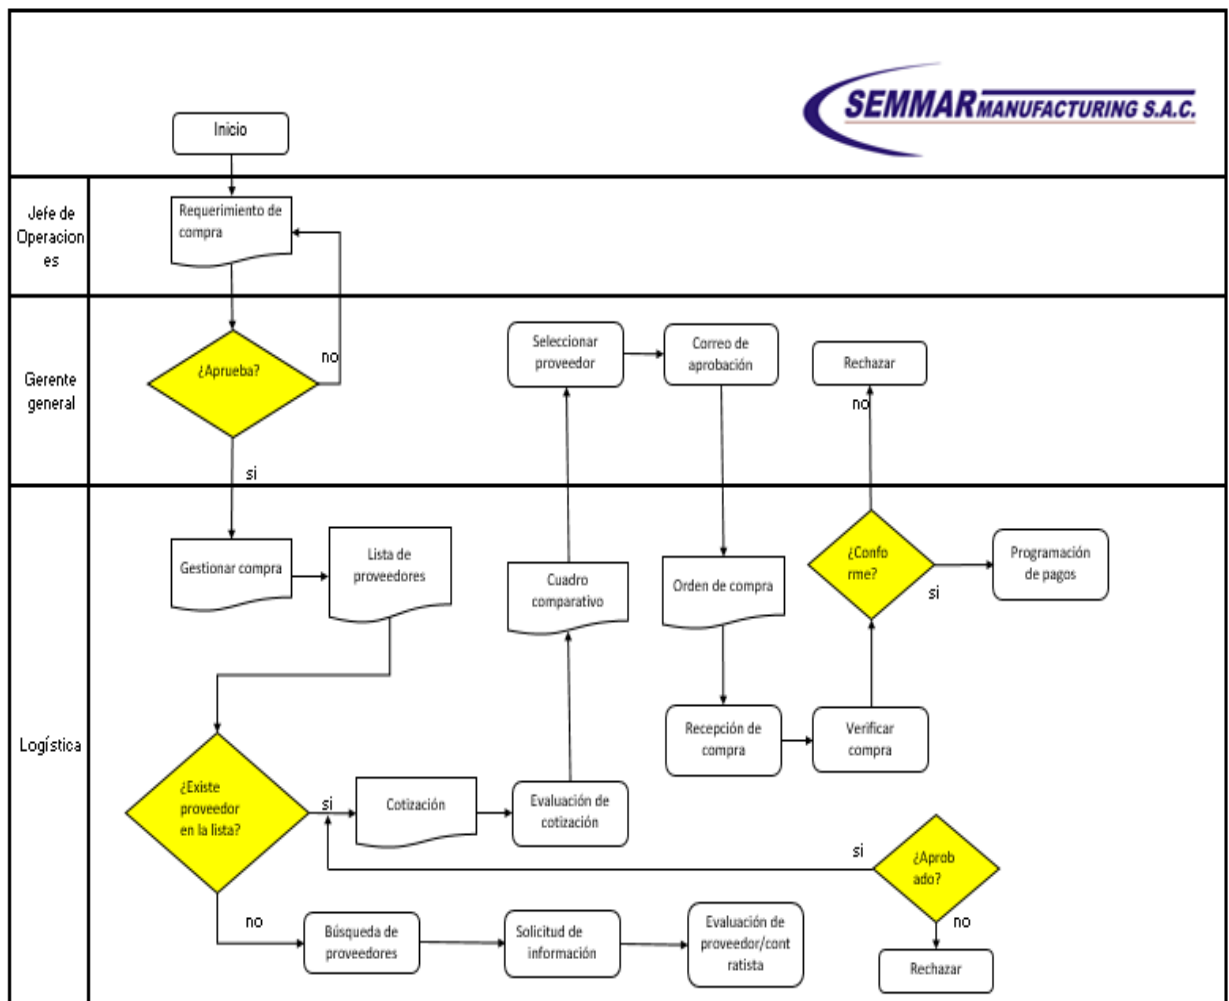 SEMMAR MANUFACTURING S.A.C.
Inicio
Jefe de
Operacion
es
Requerimiento de
compra
Gerente
general
¿Aprueba?
no
si
Seleccionar
proveedor
Correo de
aprobación
Rechazar
no
Logística
Gestionar compra
Lista de
proveedores
Cuadro
comparativo
Orden de compra
¿Confo
rme?
si
Programación
de pagos
Recepción de
compra
Verificar
compra
¿Existe
proveedor
en la lista?
si
Cotización
Evaluación de
cotización
si
¿Aprob
ado?
no
no
Búsqueda de
proveedores
Solicitud de
información
Evaluación de
proveedor/cont
ratista
Rechazar